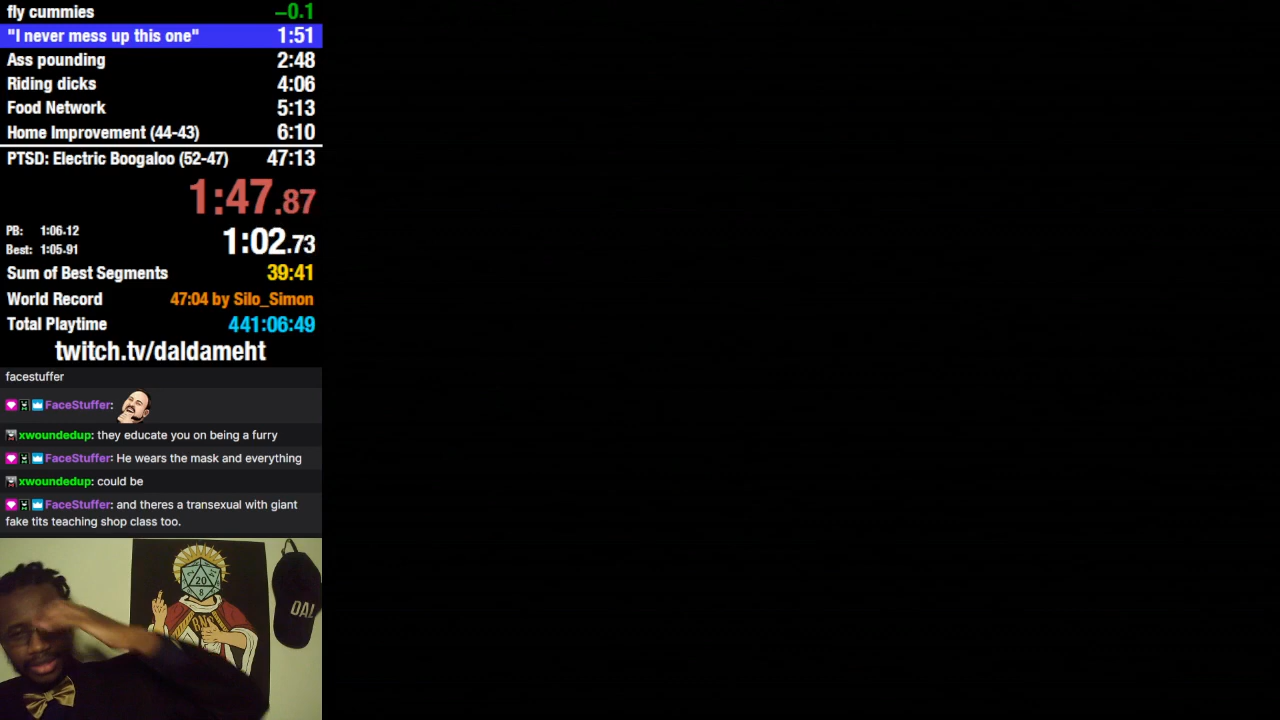 fly cummies −0.1
"I never mess up this one" 1:51
Ass pounding 2:48
Riding dicks 4:06
Food Network 5:13
Home Improvement (44-43) 6:10
PTSD: Electric Boogaloo (52-47) 47:13
1:47.87
PB: 1:06.12
Best: 1:05.91
1:02.73
Sum of Best Segments 39:41
World Record 47:04 by Silo_Simon
Total Playtime 441:06:49
twitch.tv/daldameht
facestuffer
FaceStuffer:
xwoundedup: they educate you on being a furry
FaceStuffer: He wears the mask and everything
xwoundedup: could be
FaceStuffer: and theres a transexual with giant
fake tits teaching shop class too.
20
8
DAL